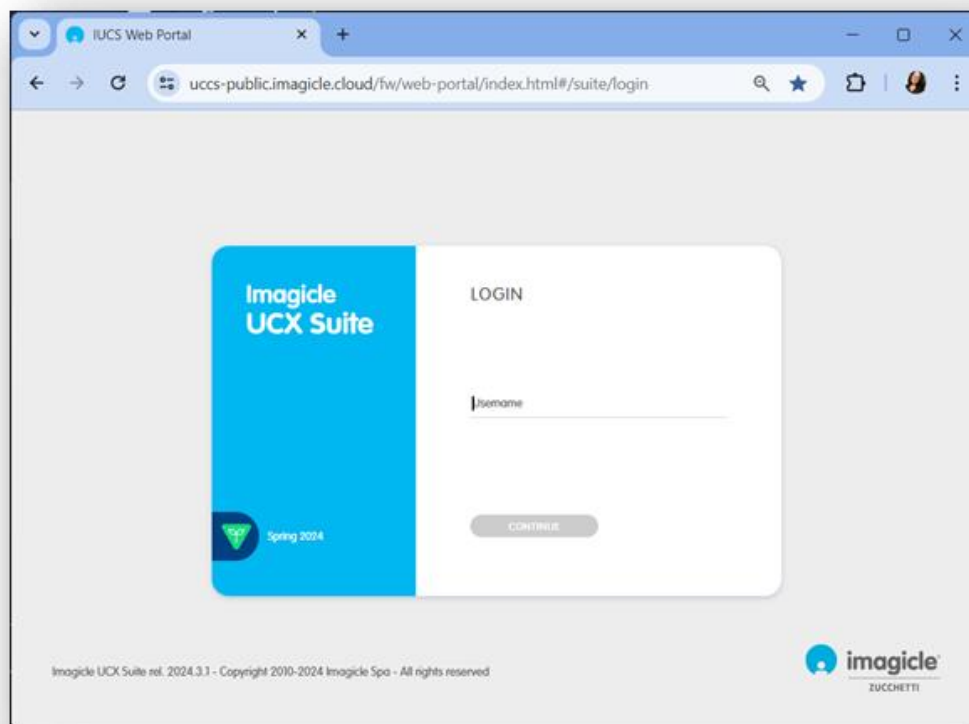 IUCS Web Portal
uccs-public.imagicle.cloud/fw/web-portal/index.html#/suite/login
Imagicle
UCX Suite
LOGIN
Username
CONTINUE
Spring 2024
Imagicle UCX Suite rel. 2024.3.1 - Copyright 2010-2024 Imagicle Spa - All rights reserved
imagicle
ZUCCHETTI